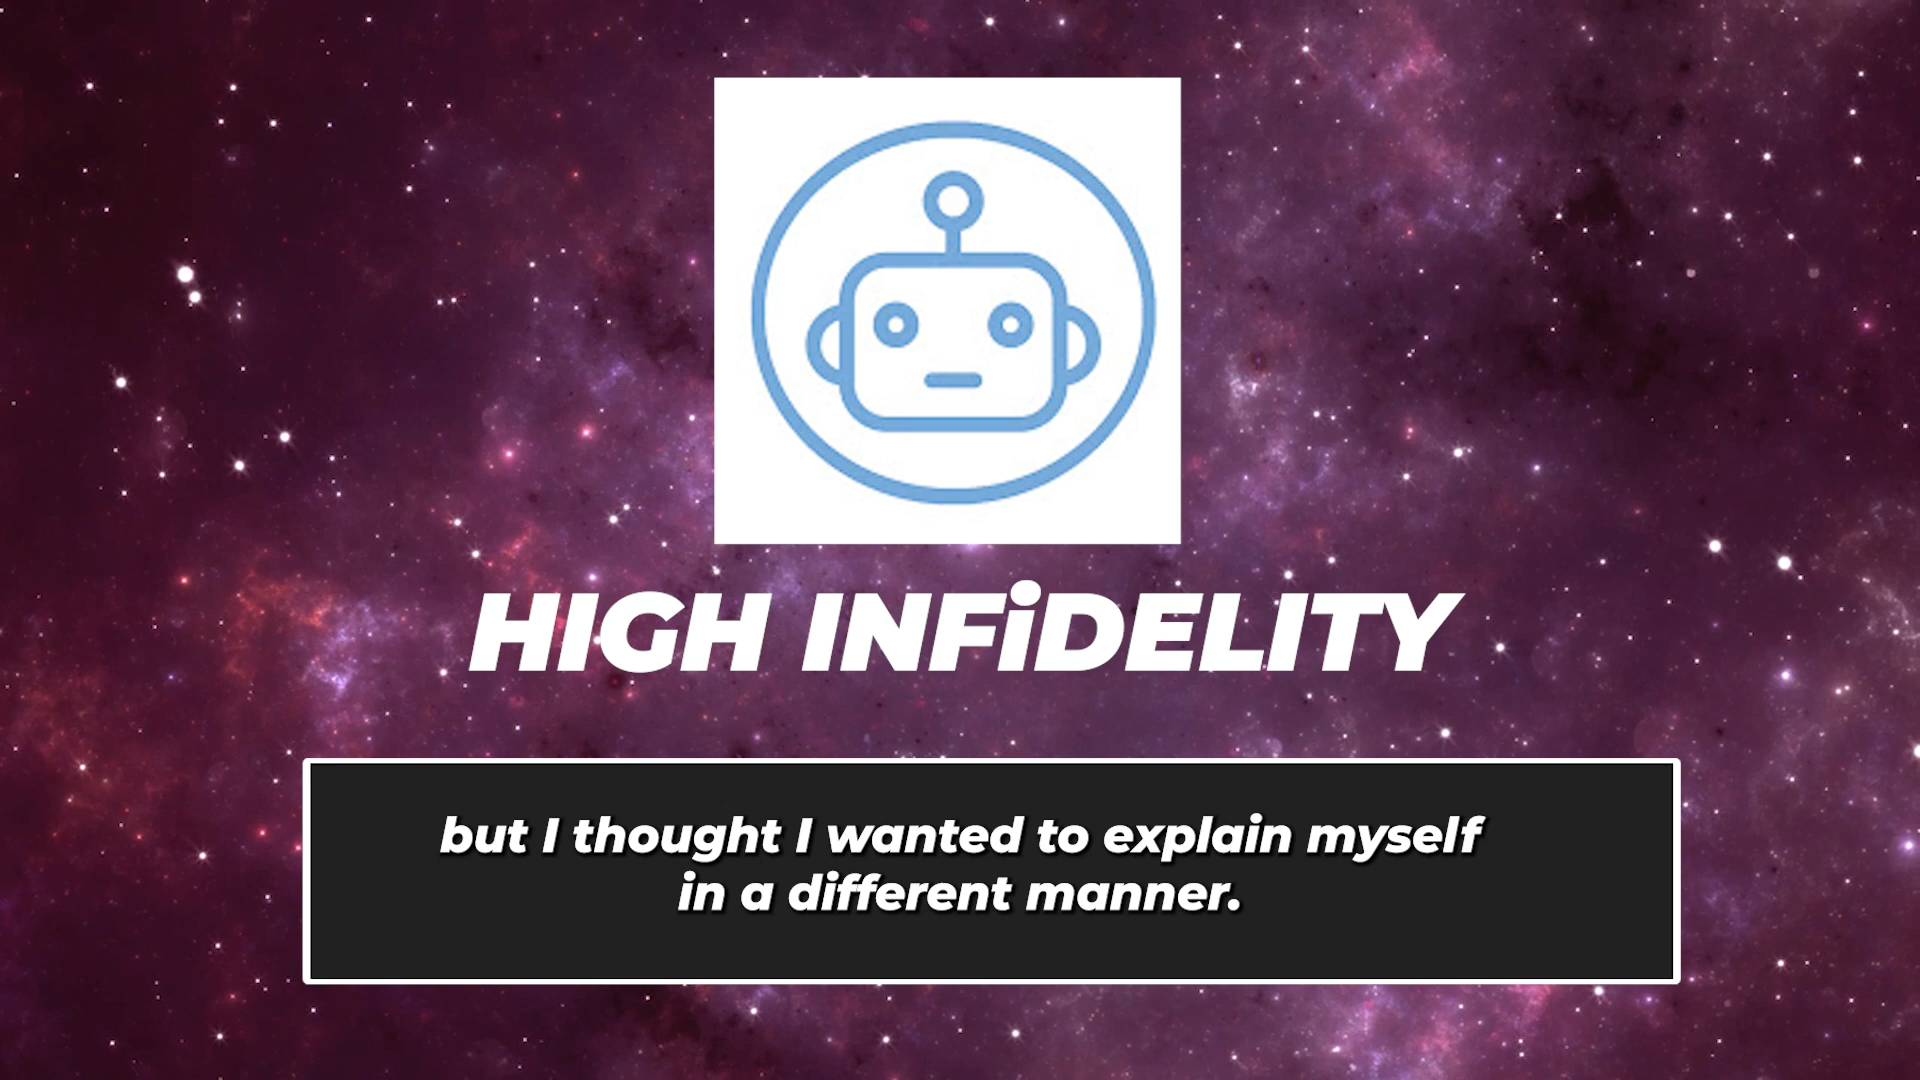 HIGH INFiDELITY
but I thought I wanted to explain myself
in a different manner.